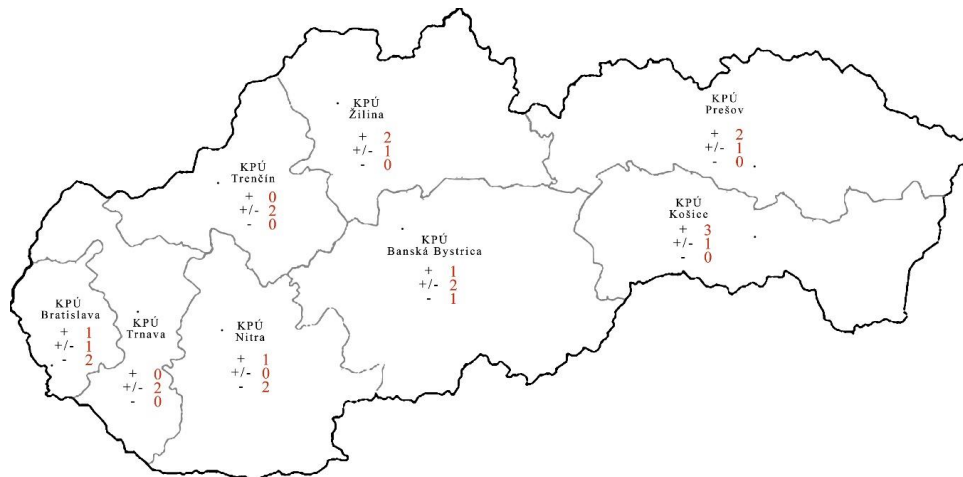 KPÚ
Žilina
+ 2
+/- 1
- 0
KPÚ
Prešov
+ 2
+/- 1
- 0
KPÚ
Trenčín
+ 0
+/- 2
- 0
KPÚ
Košice
+ 3
+/- 1
- 0
KPÚ
Banská Bystrica
+ 1
+/- 2
- 1
KPÚ
Bratislava
+ 1
+/- 1
- 2
KPÚ
Trnava
+ 0
+/- 2
- 0
KPÚ
Nitra
+ 1
+/- 0
- 2